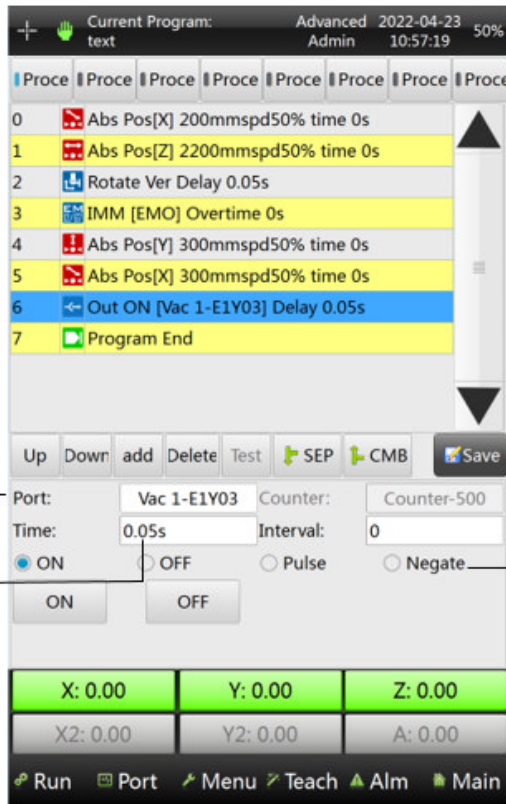 Current Program: Advanced 2022-04-23 50%
text Admin 10:57:19
Proce Proce Proce Proce Proce Proce Proce Proce
0 Abs Pos[X] 200mmspd50% time 0s
1 Abs Pos[Z] 2200mmspd50% time 0s
2 Rotate Ver Delay 0.05s
3 IMM [EMO] Overtime 0s
4 Abs Pos[Y] 300mmspd50% time 0s
5 Abs Pos[X] 300mmspd50% time 0s
6 Out ON [Vac 1-E1Y03] Delay 0.05s
7 Program End
Up Down add Delete Test SEP CMB Save
Port: Vac 1-E1Y03 Counter: Counter-500
Time: 0.05s Interval: 0
ON OFF Pulse Negate
ON OFF
X: 0.00 Y: 0.00 Z: 0.00
X2: 0.00 Y2: 0.00 A: 0.00
Run Port Menu Teach Alm Main